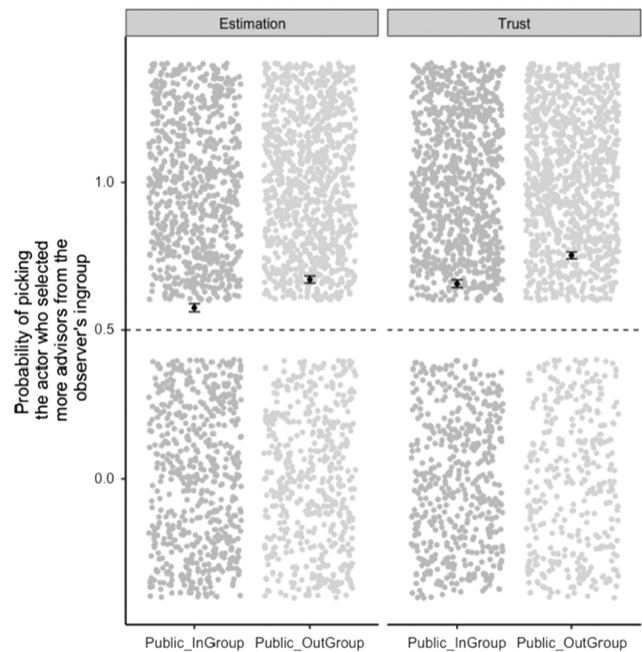 Estimation
Trust
Probability of picking
the actor who selected
more advisors from the
observer's ingroup
1.0
0.5
0.0
Public_InGroup
Public_OutGroup
Public_InGroup
Public_OutGroup